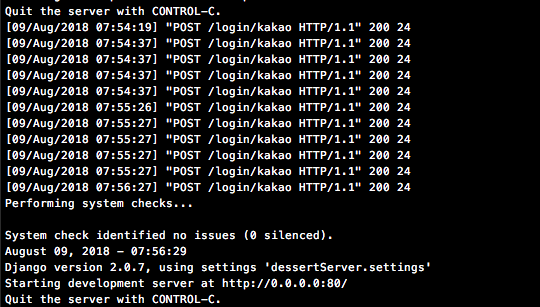 Quit the server with CONTROL-C.
[09/Aug/2018 07:54:19] "POST /login/kakao HTTP/1.1" 200 24
[09/Aug/2018 07:54:37] "POST /login/kakao HTTP/1.1" 200 24
[09/Aug/2018 07:54:37] "POST /login/kakao HTTP/1.1" 200 24
[09/Aug/2018 07:54:37] "POST /login/kakao HTTP/1.1" 200 24
[09/Aug/2018 07:54:37] "POST /login/kakao HTTP/1.1" 200 24
[09/Aug/2018 07:55:26] "POST /login/kakao HTTP/1.1" 200 24
[09/Aug/2018 07:55:27] "POST /login/kakao HTTP/1.1" 200 24
[09/Aug/2018 07:55:27] "POST /login/kakao HTTP/1.1" 200 24
[09/Aug/2018 07:55:27] "POST /login/kakao HTTP/1.1" 200 24
[09/Aug/2018 07:55:27] "POST /login/kakao HTTP/1.1" 200 24
[09/Aug/2018 07:56:27] "POST /login/kakao HTTP/1.1" 200 24
Performing system checks...
System check identified no issues (0 silenced).
August 09, 2018 - 07:56:29
Django version 2.0.7, using settings 'dessertServer.settings'
Starting development server at http://0.0.0.0:80/
Quit the server with CONTROL-C.